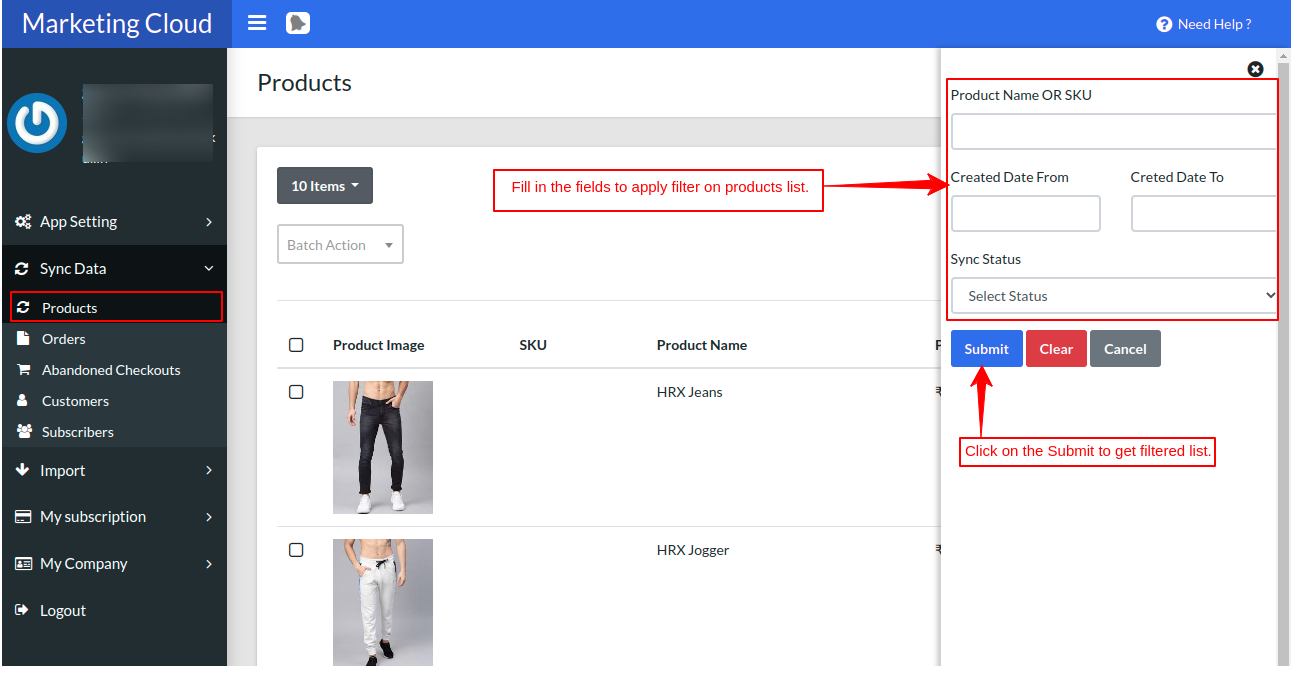 Marketing Cloud
Need Help ?
App Setting
Sync Data
Products
Orders
Abandoned Checkouts
Customers
Subscribers
Import
My subscription
My Company
Logout
Products
10 Items
Batch Action
Fill in the fields to apply filter on products list.
Product Image SKU Product Name
HRX Jeans
₹
HRX Jogger
₹
Product Name OR SKU
Created Date From Creted Date To
Sync Status
Select Status
Submit Clear Cancel
Click on the Submit to get filtered list.